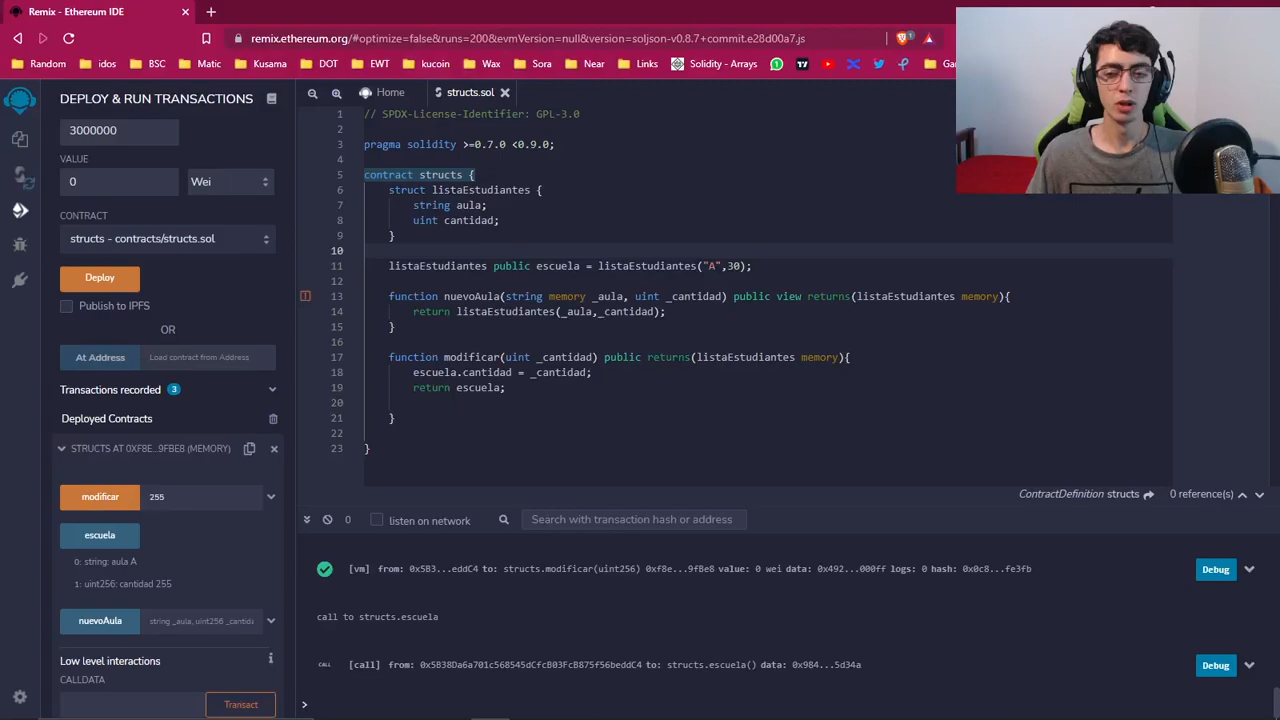 Remix - Ethereum IDE
remix.ethereum.org/#optimize=false&runs=200&evmVersion=null&version=soljson-v0.8.7+commit.e28d00a7.js
Random
idos
BSC
Matic
Kusama
DOT
EWT
kucoin
Wax
Sora
Near
Links
Solidity - Arrays
DEPLOY & RUN TRANSACTIONS
3000000
VALUE
0
Wei
CONTRACT
structs - contracts/structs.sol
Deploy
Publish to IPFS
OR
At Address
Load contract from Address
Transactions recorded 3
Deployed Contracts
STRUCTS AT 0XF8E...9FBE8 (MEMORY)
modificar
255
escuela
0: string: aula A
1: uint256: cantidad 255
nuevoAula
string _aula, uint256 _cantida
Low level interactions
i
CALLDATA
Transact
Home
structs.sol
1 // SPDX-License-Identifier: GPL-3.0
2
3 pragma solidity >=0.7.0 <0.9.0;
4
5 contract structs {
6 struct listaEstudiantes {
7 string aula;
8 uint cantidad;
9 }
10
11 listaEstudiantes public escuela = listaEstudiantes("A",30);
12
13 function nuevoAula(string memory _aula, uint _cantidad) public view returns(listaEstudiantes memory){
14 return listaEstudiantes(_aula,_cantidad);
15 }
16
17 function modificar(uint _cantidad) public returns(listaEstudiantes memory){
18 escuela.cantidad = _cantidad;
19 return escuela;
20
21 }
22
23 }
ContractDefinition structs
0 reference(s)
0
listen on network
Search with transaction hash or address
[vm] from: 0x5B3...eddC4 to: structs.modificar(uint256) 0xf8e...9fBe8 value: 0 wei data: 0x492...000ff logs: 0 hash: 0x0c8...fe3fb
Debug
call to structs.escuela
CALL
[call] from: 0x5B38Da6a701c568545dCfcB03FcB875f56beddC4 to: structs.escuela() data: 0x984...5d34a
Debug
>